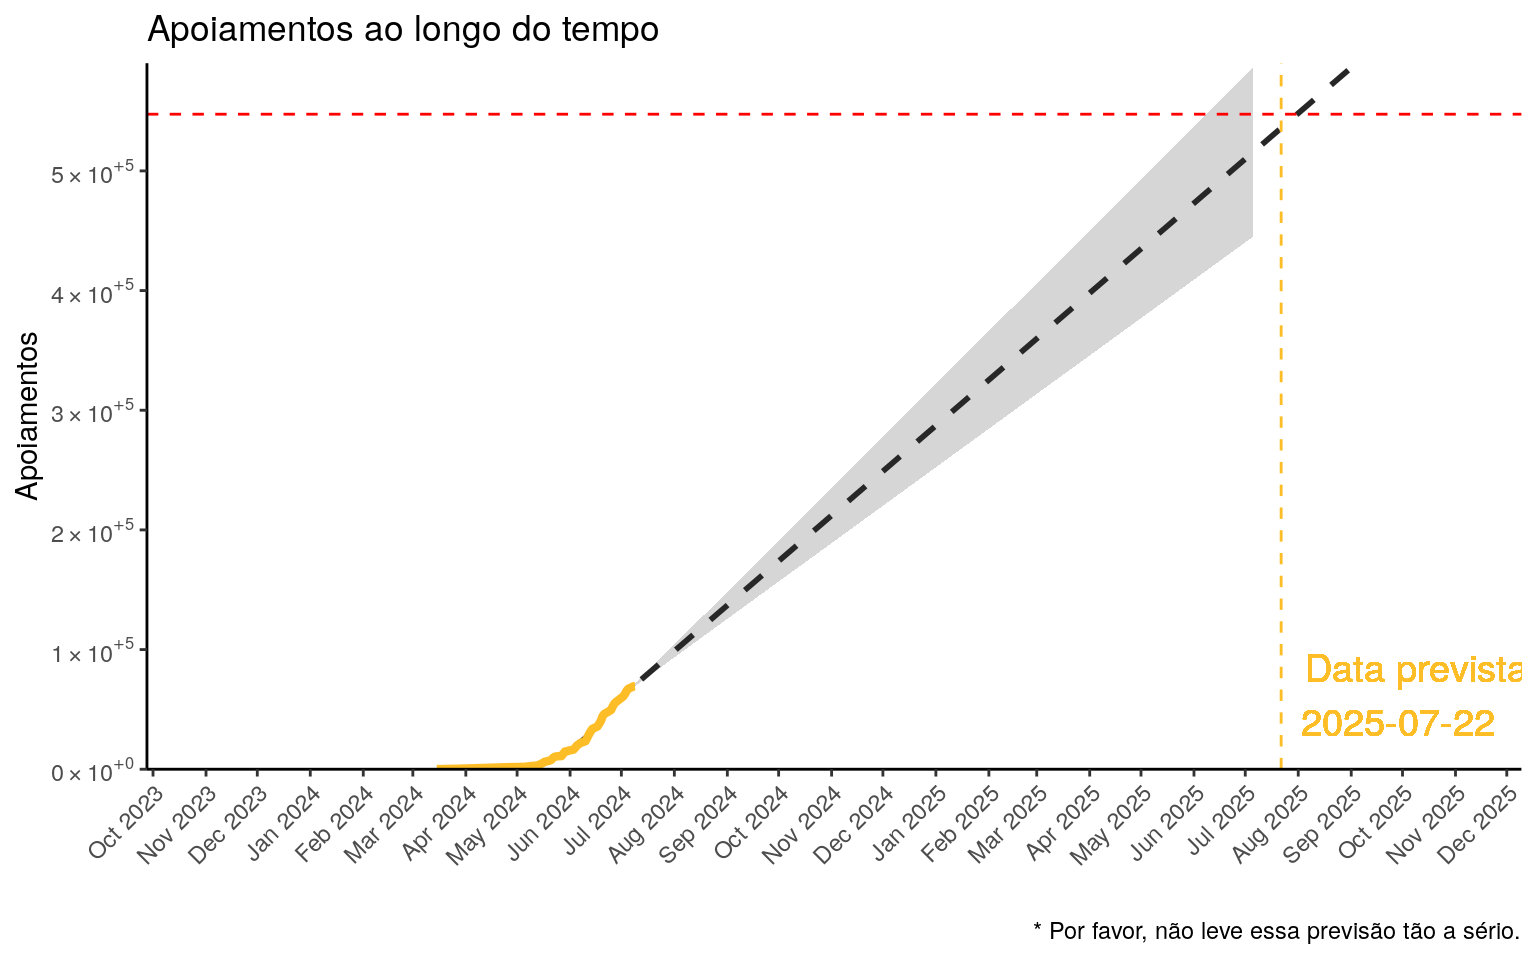 Apoiamentos ao longo do tempo
Apoiamentos
5 × 10⁺⁵
4 × 10⁺⁵
3 × 10⁺⁵
2 × 10⁺⁵
1 × 10⁺⁵
0 × 10⁺⁰
Data prevista
2025-07-22
Oct 2023
Nov 2023
Dec 2023
Jan 2024
Feb 2024
Mar 2024
Apr 2024
May 2024
Jun 2024
Jul 2024
Aug 2024
Sep 2024
Oct 2024
Nov 2024
Dec 2024
Jan 2025
Feb 2025
Mar 2025
Apr 2025
May 2025
Jun 2025
Jul 2025
Aug 2025
Sep 2025
Oct 2025
Nov 2025
Dec 2025
* Por favor, não leve essa previsão tão a sério.